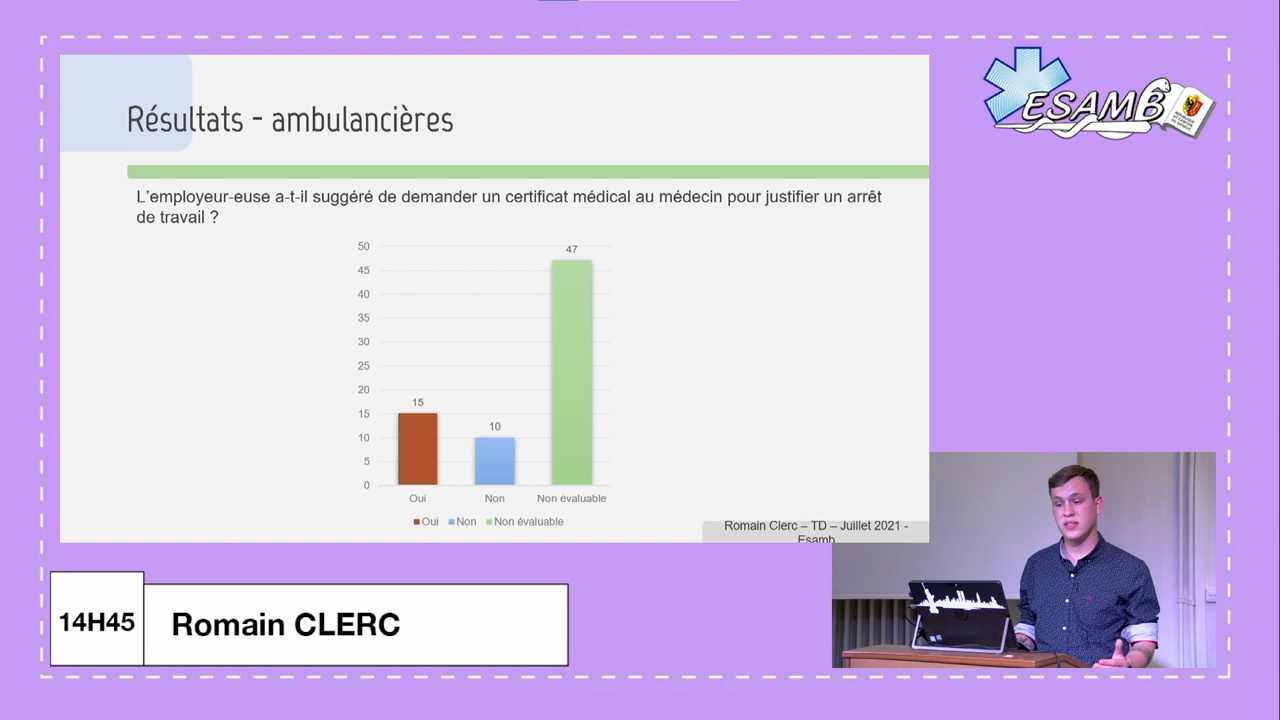 Résultats - ambulancières
L'employeur-euse a-t-il suggéré de demander un certificat médical au médecin pour justifier un arrêt
de travail ?
50
45
40
35
30
25
20
15
10
5
0
15
10
47
Oui
Non
Non évaluable
Oui Non Non évaluable
Romain Clerc – TD – Juillet 2021 -
Esamb
ESAMB
14H45
Romain CLERC